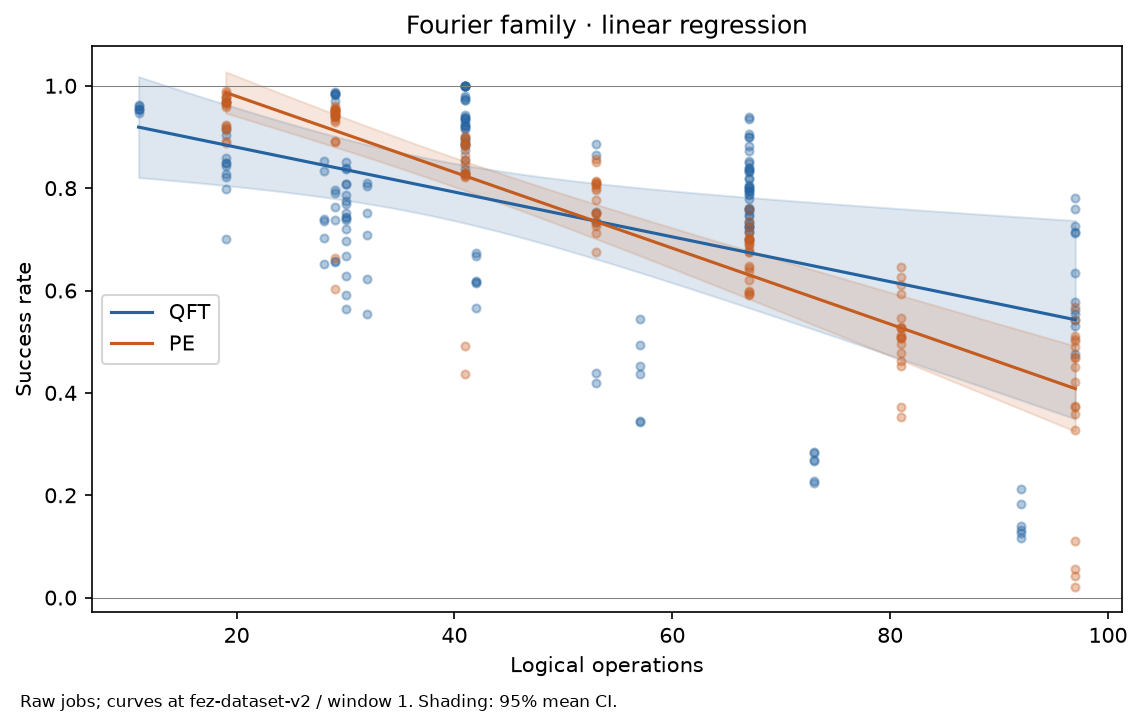 Fourier family · linear regression
Success rate
1.0
0.8
0.6
0.4
0.2
0.0
QFT
PE
20 40 60 80 100
Logical operations
Raw jobs; curves at fez-dataset-v2 / window 1. Shading: 95% mean CI.